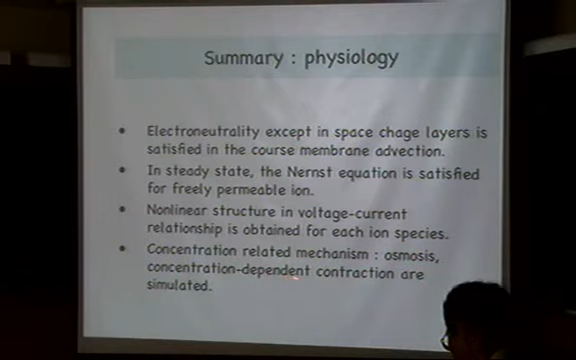 Summary : physiology
• Electroneutrality except in space chage layers is
satisfied in the course membrane advection.
• In steady state, the Nernst equation is satisfied
for freely permeable ion.
• Nonlinear structure in voltage-current
relationship is obtained for each ion species.
• Concentration related mechanism : osmosis,
concentration-dependent contraction are
simulated.